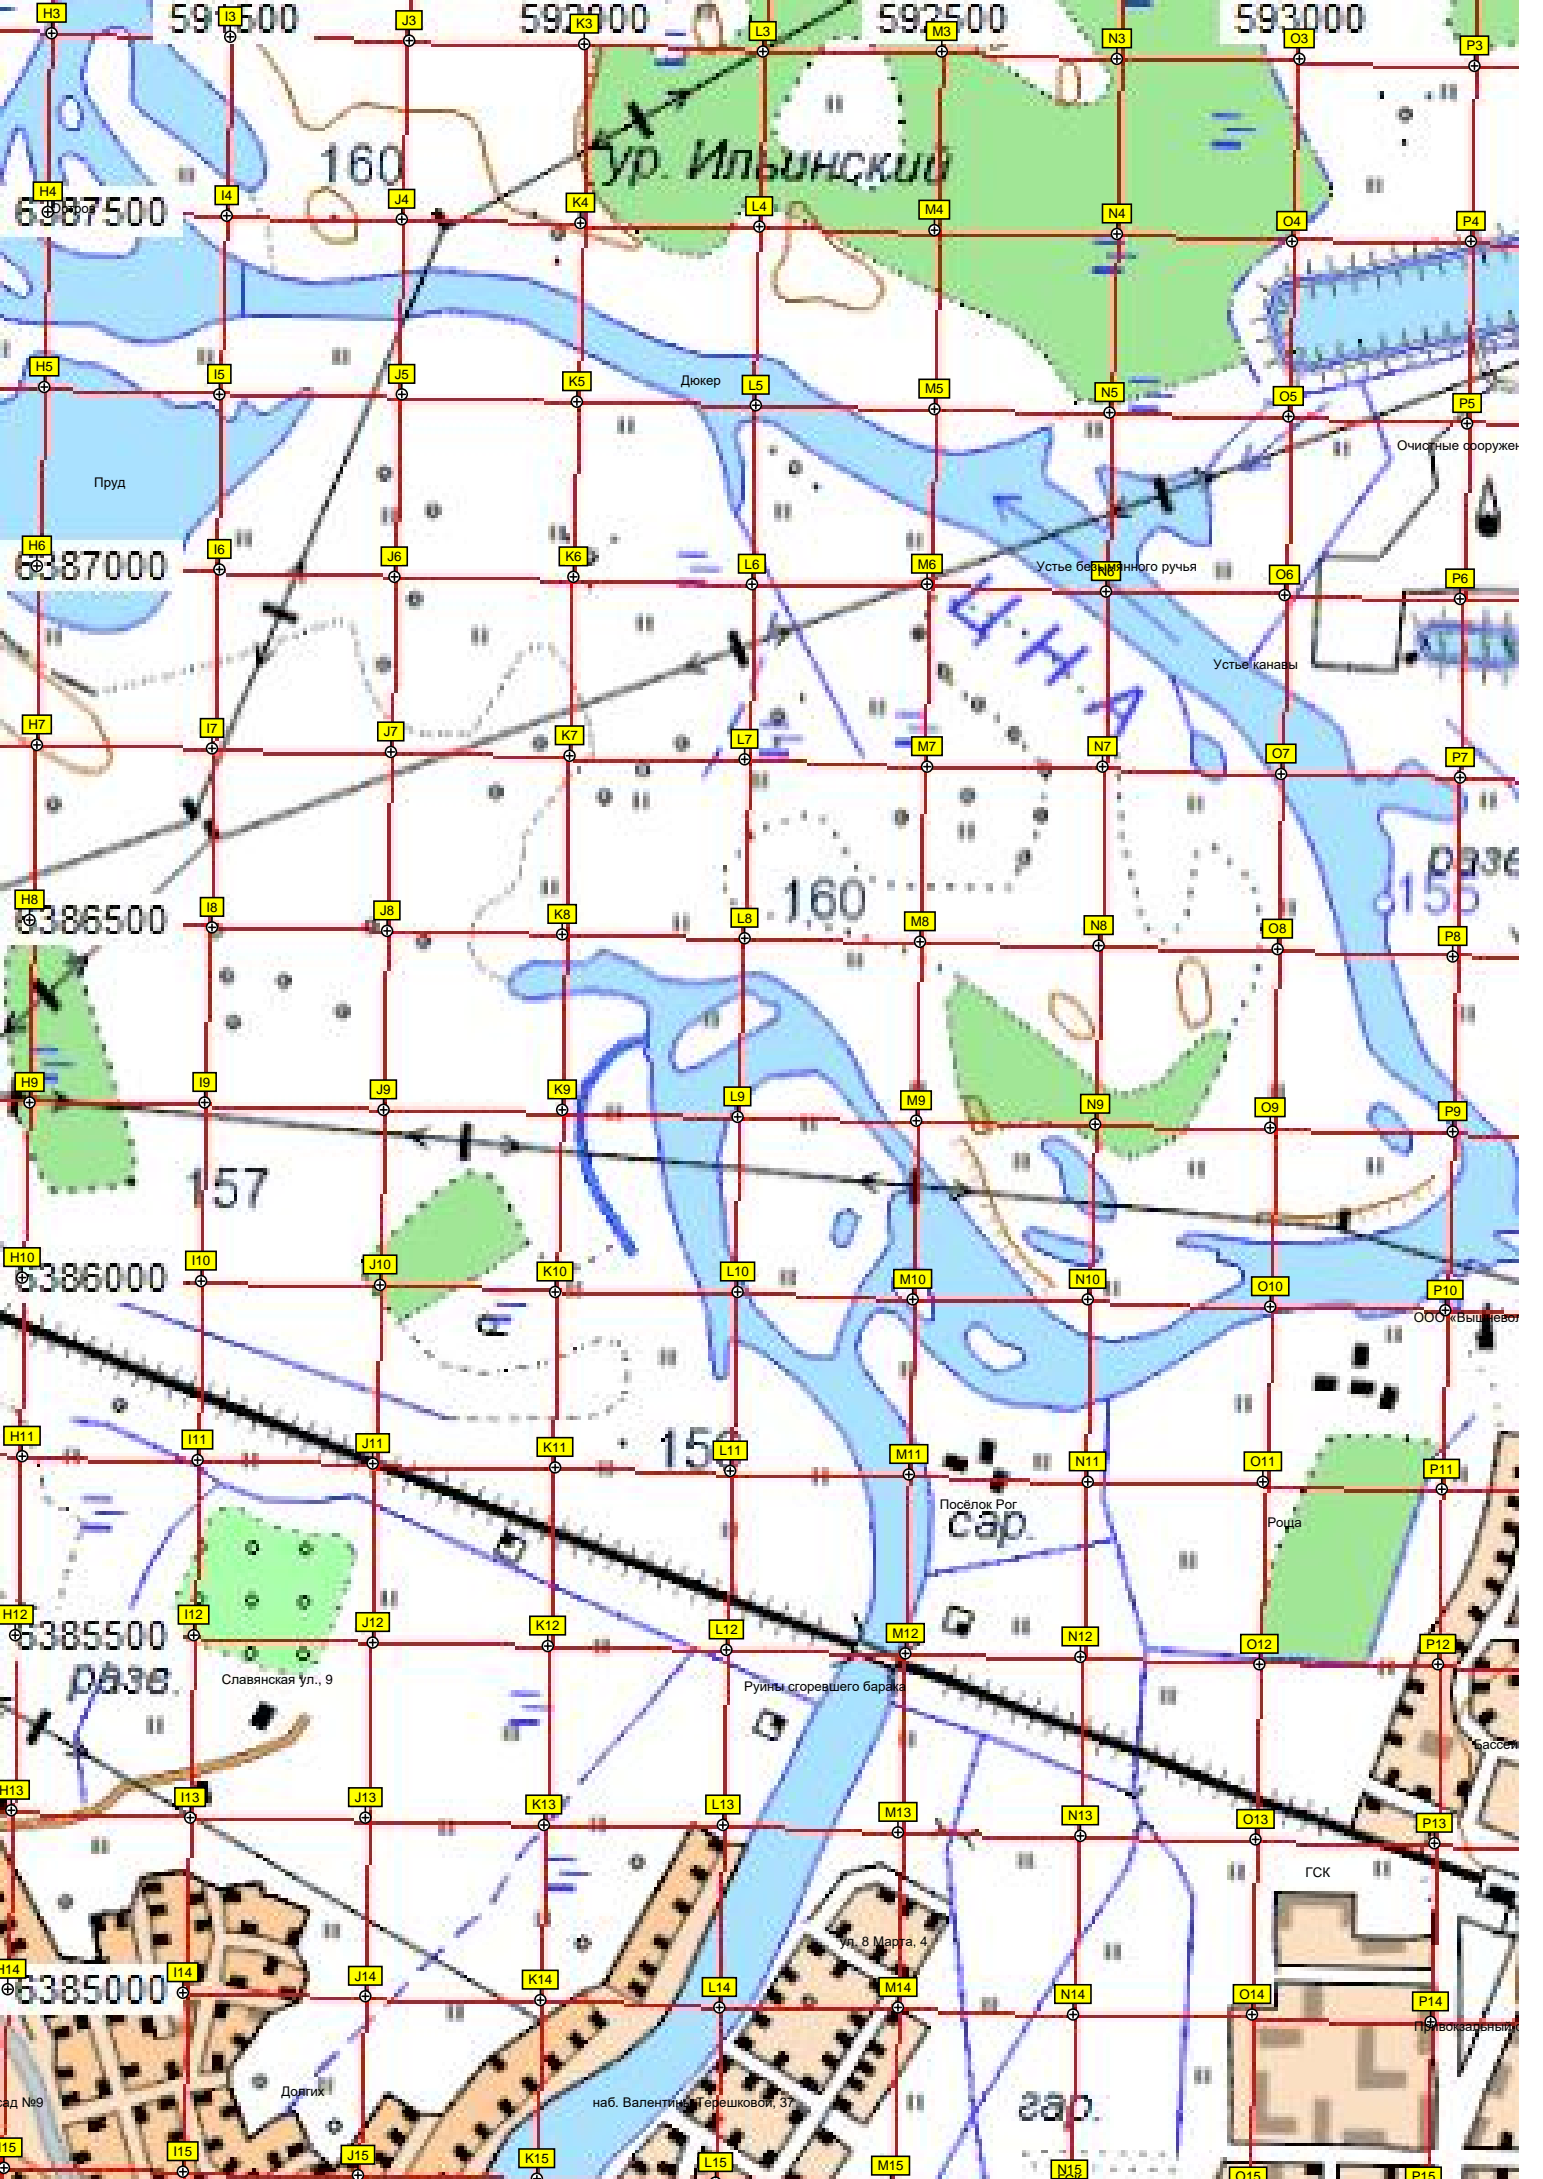 591500 592000 592500 593000
H3 I3 J3 K3 L3 M3 N3 O3 P3
160 ур. Ильинский
H4 I4 J4 K4 L4 M4 N4 O4 P4
6387500 Остров
Дюкер
H5 I5 J5 K5 L5 M5 N5 O5 P5
Очистные сооружен
Пруд
H6 I6 J6 K6 L6 M6 N6 O6 P6
6387000 Устье безымянного ручья
ЦНА
Устье канавы
H7 I7 J7 K7 L7 M7 N7 O7 P7
разв
160 155
H8 I8 J8 K8 L8 M8 N8 O8 P8
6386500
H9 I9 J9 K9 L9 M9 N9 O9 P9
157
H10 I10 J10 K10 L10 M10 N10 O10 P10
6386000
ООО «Вышневол
H11 I11 J11 K11 L11 M11 N11 O11 P11
Посёлок Рог
сар. Роща
H12 I12 J12 K12 L12 M12 N12 O12 P12
6385500
разв.
Славянская ул., 9 Руины сгоревшего барака
Бассей
H13 I13 J13 K13 L13 M13 N13 O13 P13
ГСК
ул. 8 Марта, 4
H14 I14 J14 K14 L14 M14 N14 O14 P14
6385000
Привокзальный
Долгих
сад №9 наб. Валентины Терешковой, 37
гар.
I15 J15 K15 L15 M15 N15 O15 P15